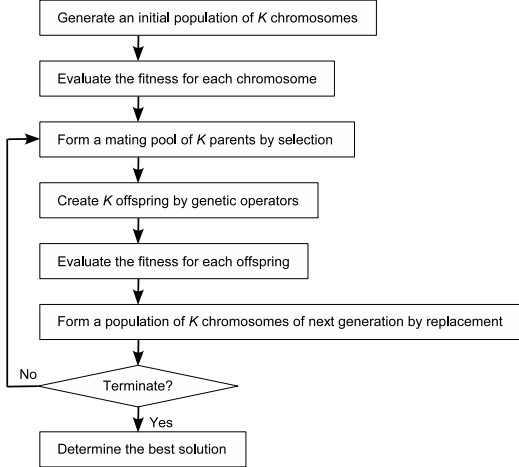 Generate an initial population of K chromosomes
Evaluate the fitness for each chromosome
Form a mating pool of K parents by selection
Create K offspring by genetic operators
Evaluate the fitness for each offspring
Form a population of K chromosomes of next generation by replacement
No
Terminate?
Yes
Determine the best solution